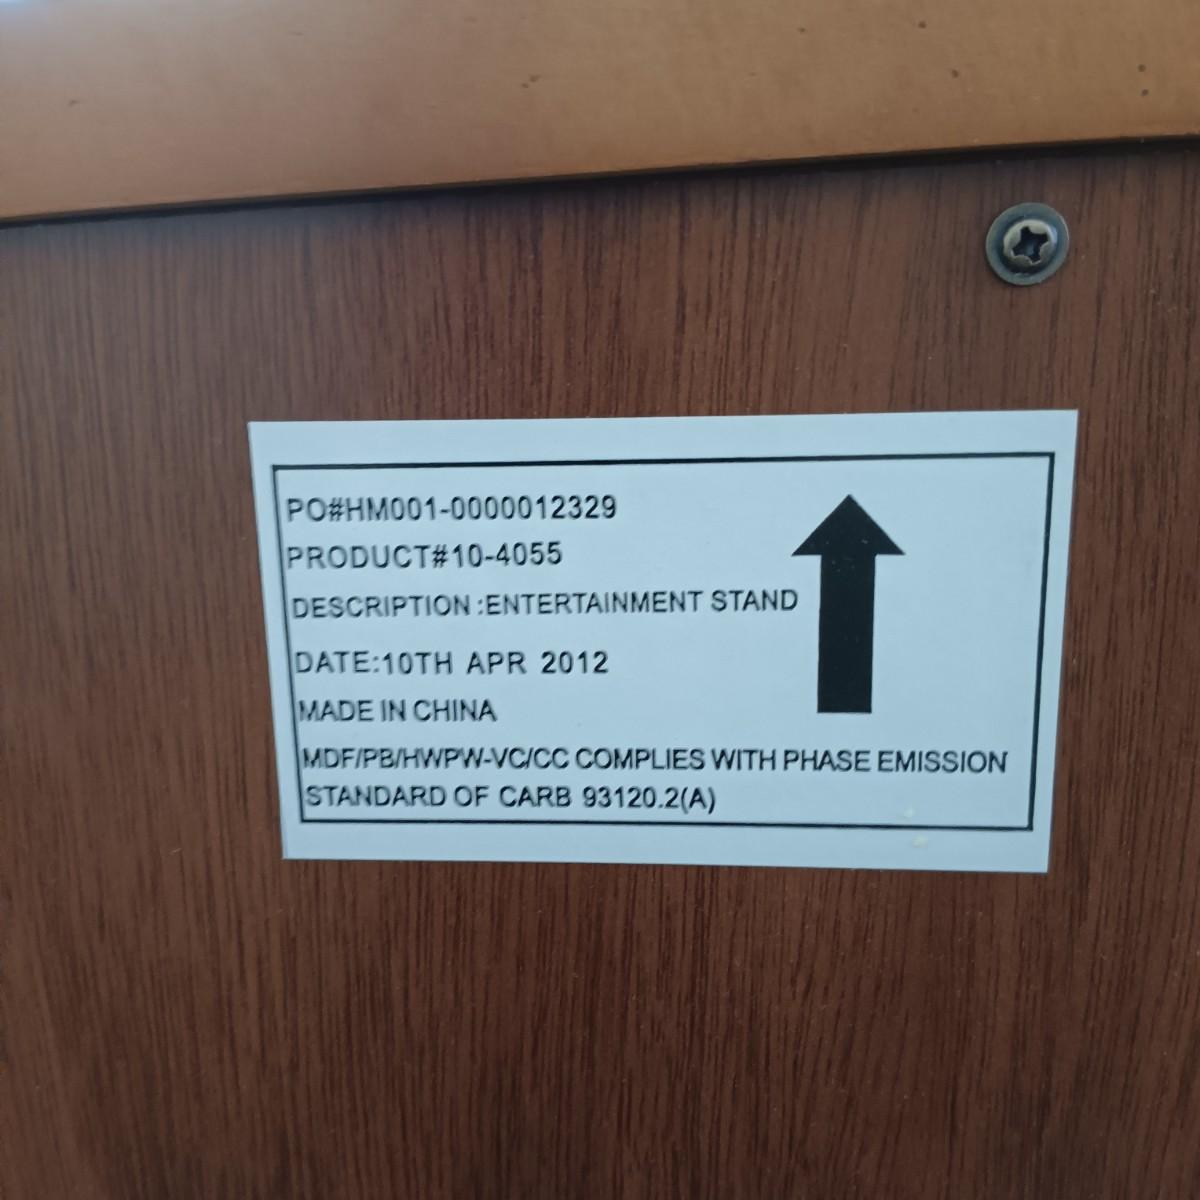 PO#HM001-0000012329
PRODUCT#10-4055
DESCRIPTION :ENTERTAINMENT STAND
DATE:10TH APR 2012
MADE IN CHINA
MDF/PB/HWPW-VC/CC COMPLIES WITH PHASE EMISSION
STANDARD OF CARB 93120.2(A)